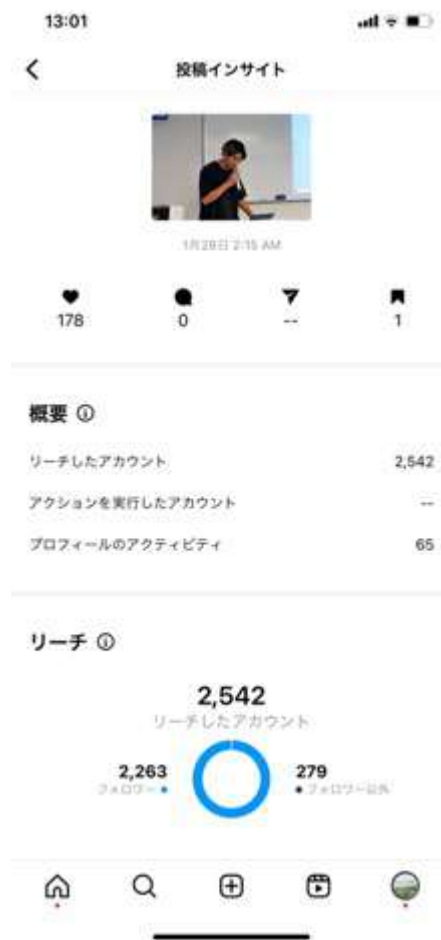 13:01
投稿インサイト
1月28日 2:15 AM
178 0 -- 1
概要
リーチしたアカウント 2,542
アクションを実行したアカウント --
プロフィールのアクティビティ 65
リーチ
2,542
リーチしたアカウント
2,263 279
フォロワー フォロワー以外